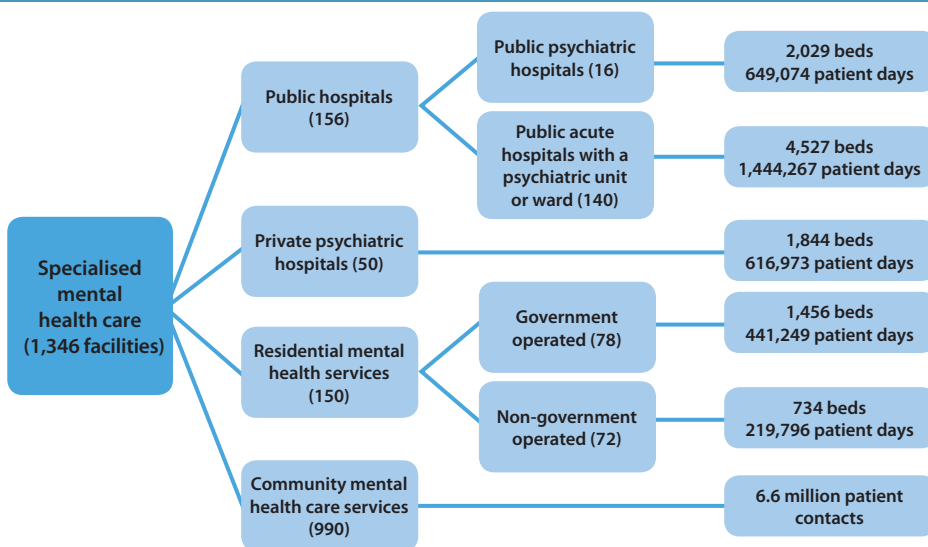 Specialised
mental
health care
(1,346 facilities)
Public hospitals
(156)
Public psychiatric
hospitals (16)
2,029 beds
649,074 patient days
Public acute
hospitals with a
psychiatric unit
or ward (140)
4,527 beds
1,444,267 patient days
Private psychiatric
hospitals (50)
1,844 beds
616,973 patient days
Residential mental
health services
(150)
Government
operated (78)
1,456 beds
441,249 patient days
Non-government
operated (72)
734 beds
219,796 patient days
Community mental
health care services
(990)
6.6 million patient
contacts